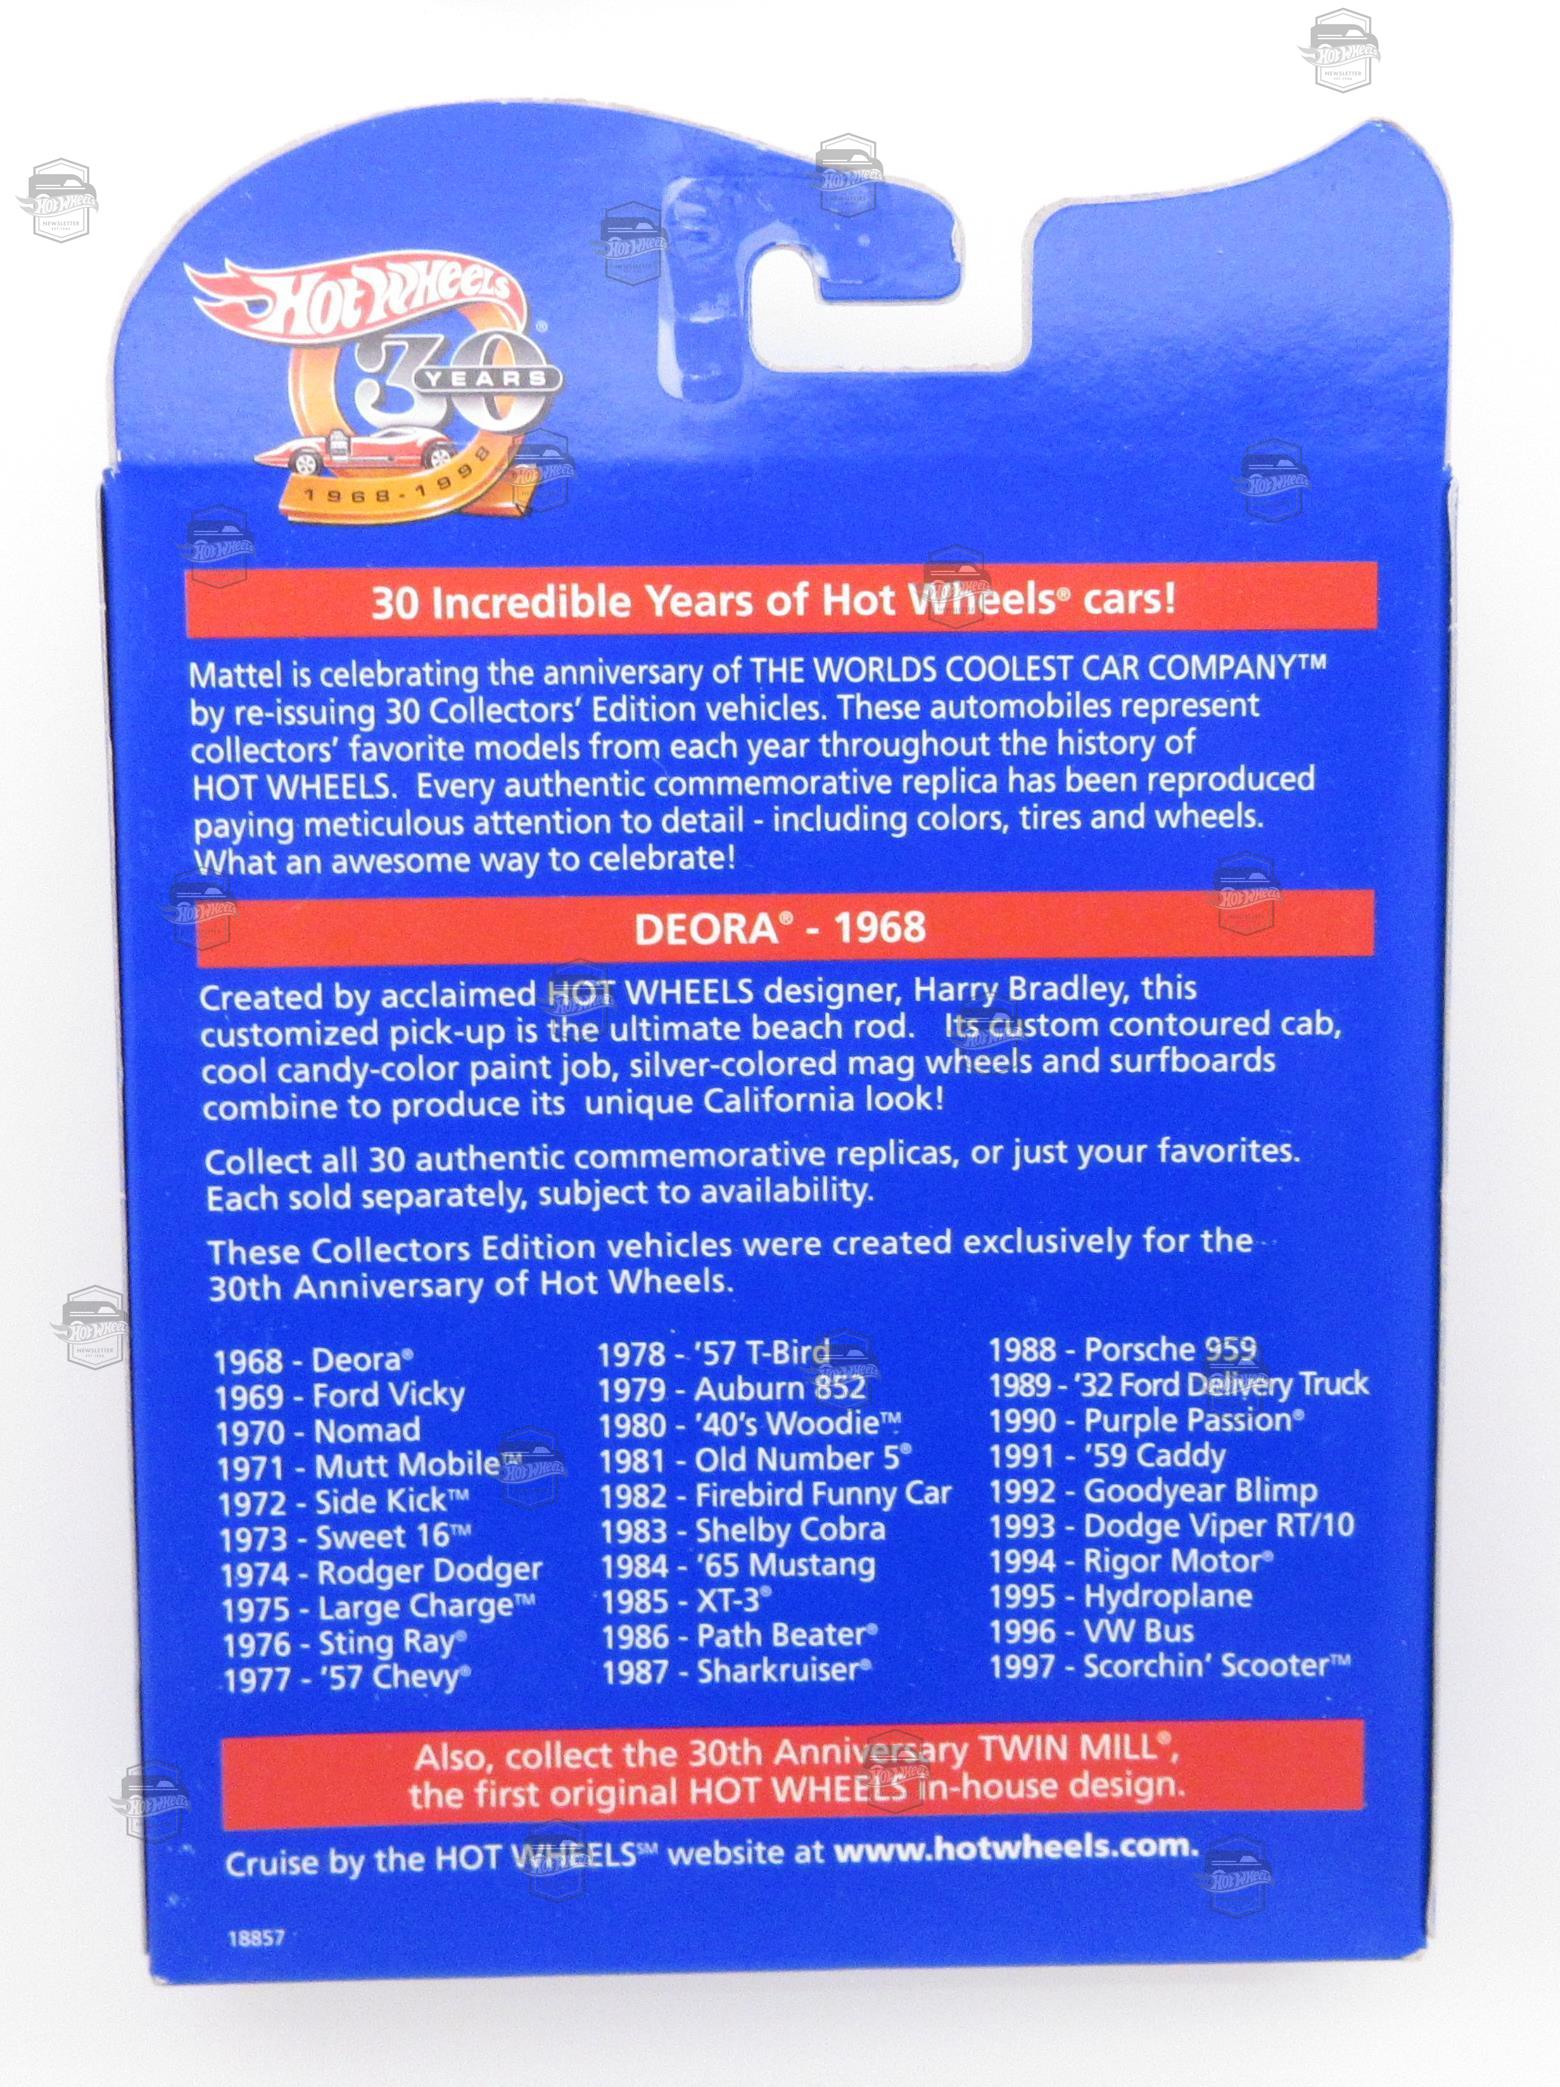 Hot Wheels®
30
YEARS
1968-1998
30 Incredible Years of Hot Wheels® cars!
Mattel is celebrating the anniversary of THE WORLDS COOLEST CAR COMPANY™
by re-issuing 30 Collectors' Edition vehicles. These automobiles represent
collectors' favorite models from each year throughout the history of
HOT WHEELS.  Every authentic commemorative replica has been reproduced
paying meticulous attention to detail - including colors, tires and wheels.
What an awesome way to celebrate!
DEORA® - 1968
Created by acclaimed HOT WHEELS designer, Harry Bradley, this
customized pick-up is the ultimate beach rod.   Its custom contoured cab,
cool candy-color paint job, silver-colored mag wheels and surfboards
combine to produce its  unique California look!
Collect all 30 authentic commemorative replicas, or just your favorites.
Each sold separately, subject to availability.
These Collectors Edition vehicles were created exclusively for the
30th Anniversary of Hot Wheels.
1968 - Deora®
1969 - Ford Vicky
1970 - Nomad
1971 - Mutt Mobile™
1972 - Side Kick™
1973 - Sweet 16™
1974 - Rodger Dodger
1975 - Large Charge™
1976 - Sting Ray®
1977 - '57 Chevy®
1978 - '57 T-Bird
1979 - Auburn 852
1980 - '40's Woodie™
1981 - Old Number 5®
1982 - Firebird Funny Car
1983 - Shelby Cobra
1984 - '65 Mustang
1985 - XT-3®
1986 - Path Beater®
1987 - Sharkruiser®
1988 - Porsche 959
1989 - '32 Ford Delivery Truck
1990 - Purple Passion®
1991 - '59 Caddy
1992 - Goodyear Blimp
1993 - Dodge Viper RT/10
1994 - Rigor Motor®
1995 - Hydroplane
1996 - VW Bus
1997 - Scorchin' Scooter™
Also, collect the 30th Anniversary TWIN MILL®,
the first original HOT WHEELS in-house design.
Cruise by the HOT WHEELS℠ website at www.hotwheels.com.
18857
Hot Wheels
NEWSLETTER